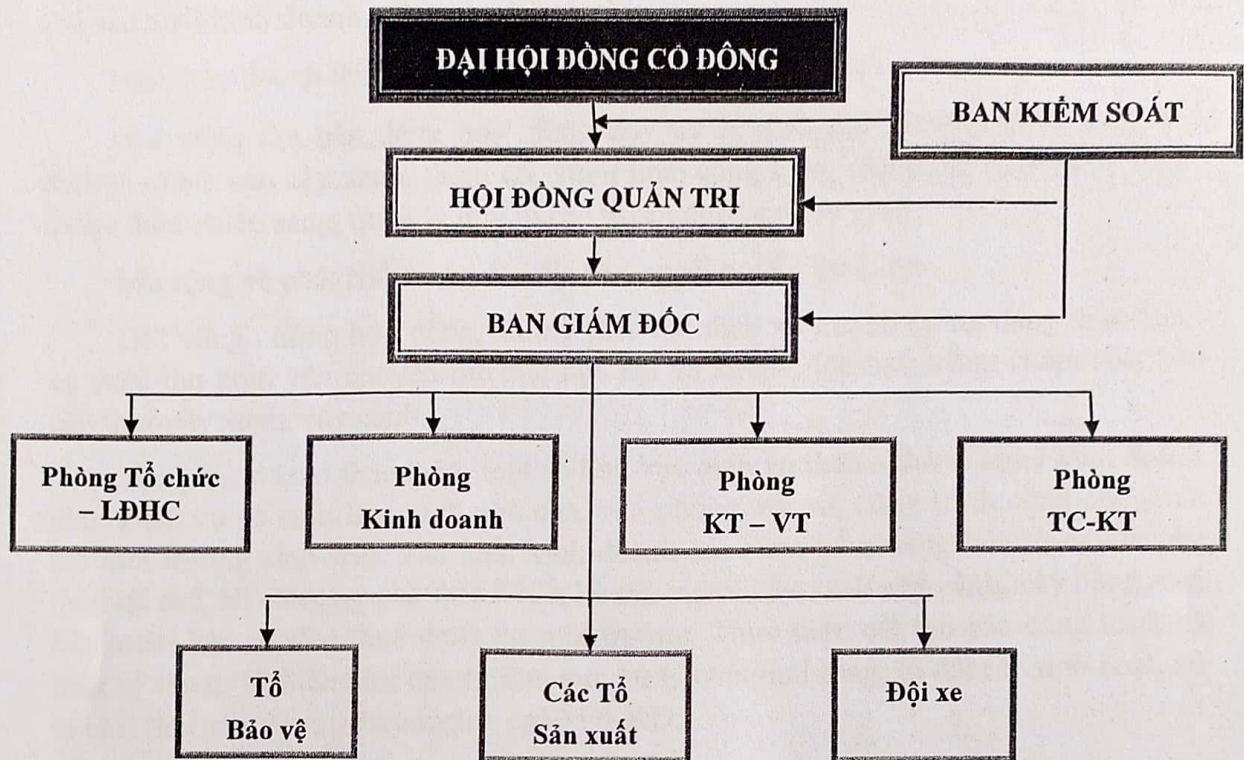 ĐẠI HỘI ĐỒNG CỔ ĐÔNG
BAN KIỂM SOÁT
HỘI ĐỒNG QUẢN TRỊ
BAN GIÁM ĐỐC
Phòng Tổ chức
– LĐHC
Phòng
Kinh doanh
Phòng
KT – VT
Phòng
TC-KT
Tổ
Bảo vệ
Các Tổ
Sản xuất
Đội xe